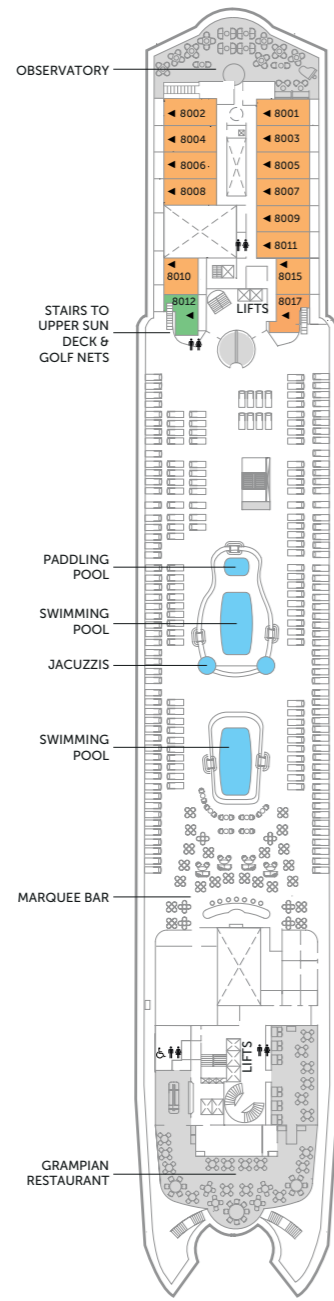 OBSERVATORY
8002
8001
8004
8003
8006
8005
8008
8007
8009
8011
8010
8015
8012
8017
LIFTS
STAIRS TO
UPPER SUN
DECK &
GOLF NETS
PADDLING
POOL
SWIMMING
POOL
JACUZZIS
SWIMMING
POOL
MARQUEE BAR
LIFTS
GRAMPIAN
RESTAURANT